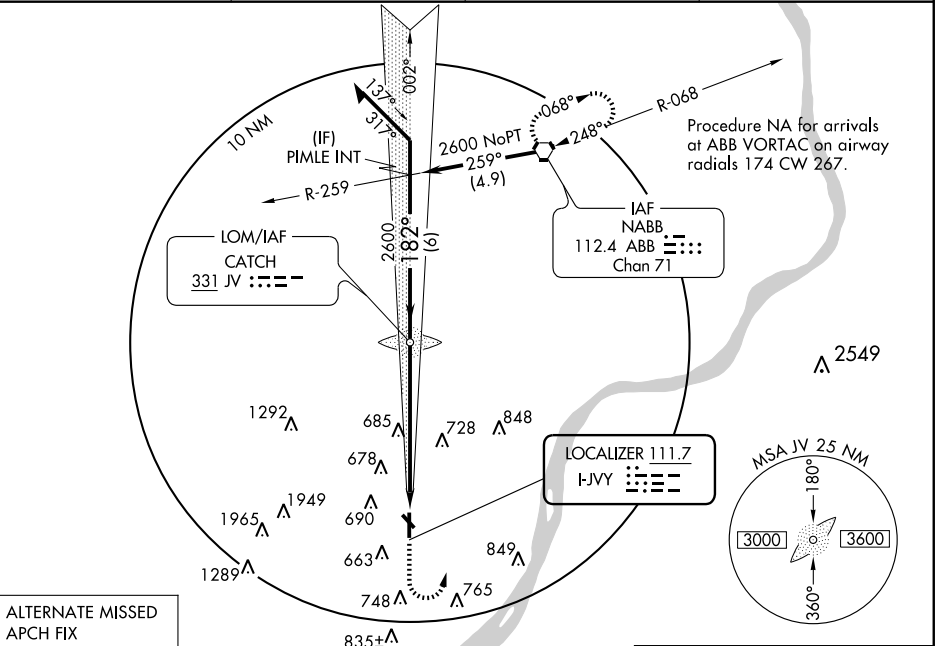 002°
137°
317°
10 NM
(IF)
PIMLE INT
2600 NoPT
259°
(4.9)
068°
248°
R-068
R-259
Procedure NA for arrivals
at ABB VORTAC on airway
radials 174 CW 267.
IAF
NABB
112.4 ABB
Chan 71
LOM/IAF
CATCH
331 JV
2600
182°
(6)
2549
1292
685
728
848
678
LOCALIZER 111.7
I-JVY
MSA JV 25 NM
180°
3000
3600
360°
1949
1965
690
663
849
1289
748
765
835±
ALTERNATE MISSED
APCH FIX